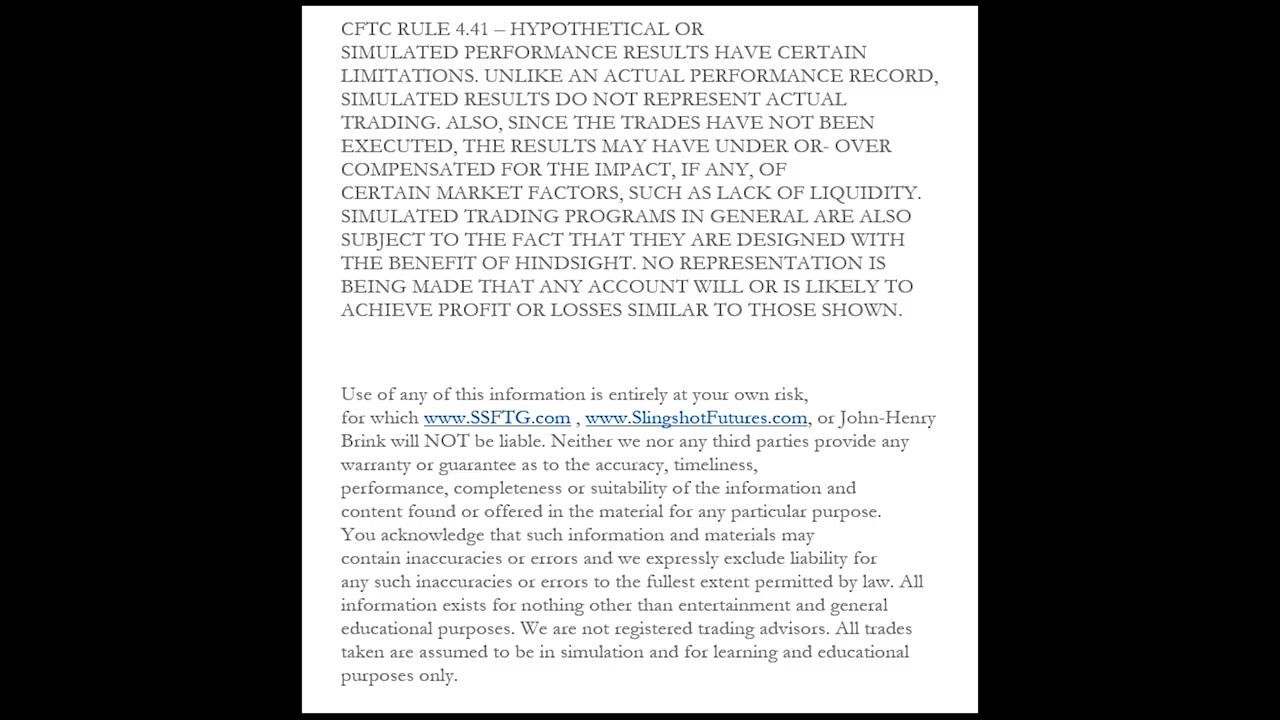 CFTC RULE 4.41 – HYPOTHETICAL OR
SIMULATED PERFORMANCE RESULTS HAVE CERTAIN
LIMITATIONS. UNLIKE AN ACTUAL PERFORMANCE RECORD,
SIMULATED RESULTS DO NOT REPRESENT ACTUAL
TRADING. ALSO, SINCE THE TRADES HAVE NOT BEEN
EXECUTED, THE RESULTS MAY HAVE UNDER OR- OVER
COMPENSATED FOR THE IMPACT, IF ANY, OF
CERTAIN MARKET FACTORS, SUCH AS LACK OF LIQUIDITY.
SIMULATED TRADING PROGRAMS IN GENERAL ARE ALSO
SUBJECT TO THE FACT THAT THEY ARE DESIGNED WITH
THE BENEFIT OF HINDSIGHT. NO REPRESENTATION IS
BEING MADE THAT ANY ACCOUNT WILL OR IS LIKELY TO
ACHIEVE PROFIT OR LOSSES SIMILAR TO THOSE SHOWN.
Use of any of this information is entirely at your own risk,
for which www.SSFTG.com , www.SlingshotFutures.com, or John-Henry
Brink will NOT be liable. Neither we nor any third parties provide any
warranty or guarantee as to the accuracy, timeliness,
performance, completeness or suitability of the information and
content found or offered in the material for any particular purpose.
You acknowledge that such information and materials may
contain inaccuracies or errors and we expressly exclude liability for
any such inaccuracies or errors to the fullest extent permitted by law. All
information exists for nothing other than entertainment and general
educational purposes. We are not registered trading advisors. All trades
taken are assumed to be in simulation and for learning and educational
purposes only.